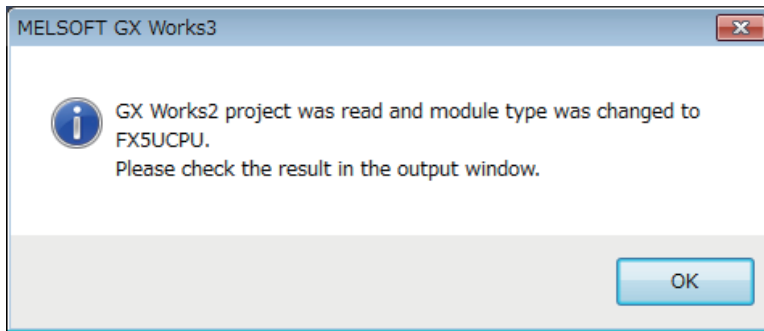 MELSOFT GX Works3
GX Works2 project was read and module type was changed to
FX5UCPU.
Please check the result in the output window.
OK